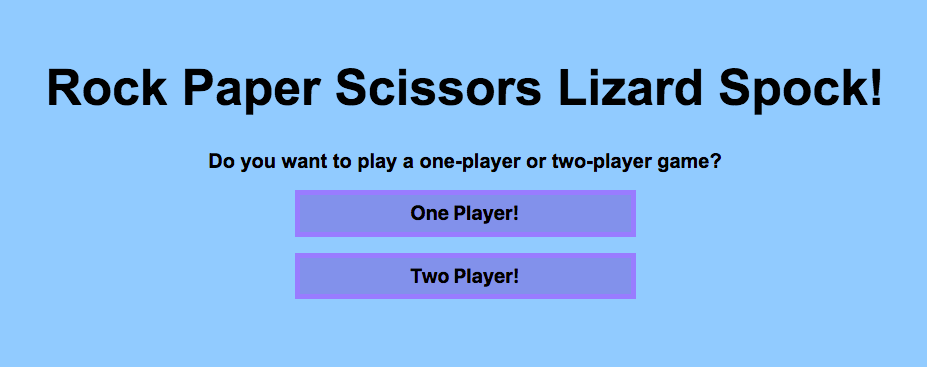 Rock Paper Scissors Lizard Spock!
Do you want to play a one-player or two-player game?
One Player!
Two Player!